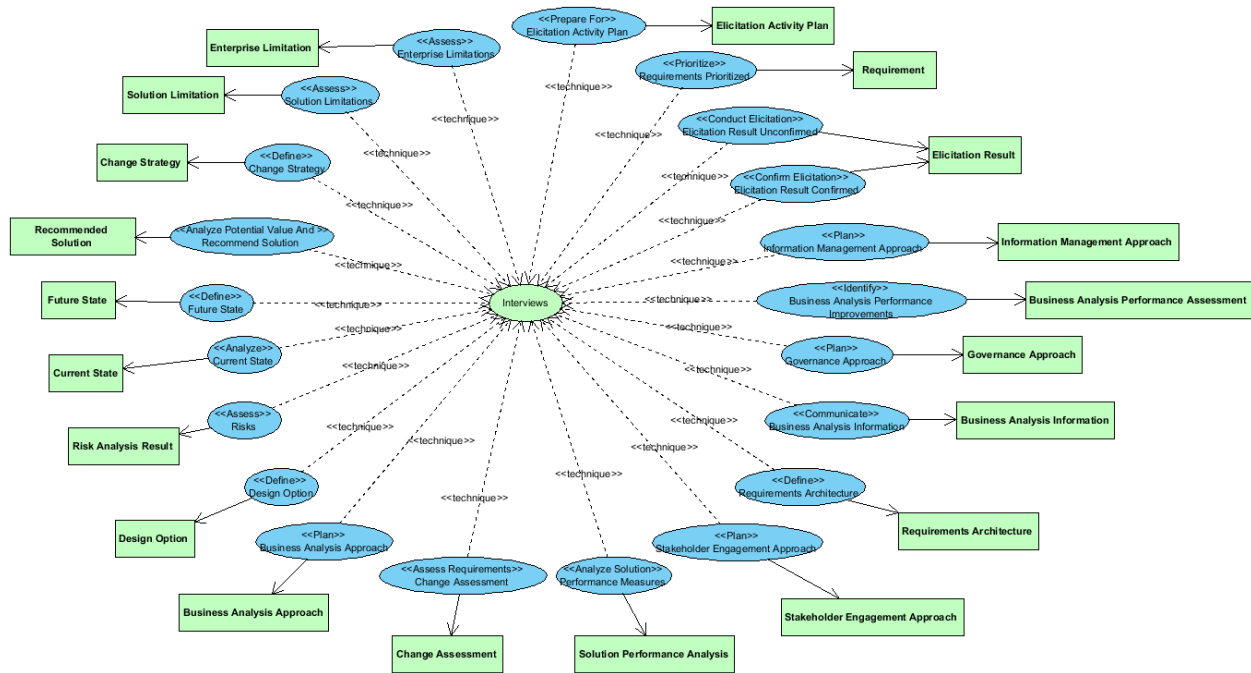 <<Prepare For>>
Elicitation Activity Plan
Elicitation Activity Plan
Enterprise Limitation
<<Assess>>
Enterprise Limitations
<<Prioritize>>
Requirements Prioritized
Requirement
Solution Limitation
<<Assess>>
Solution Limitations
<<technique>>
<<technique>>
<<technique>>
<<technique>>
<<Conduct Elicitation>>
Elicitation Result Unconfirmed
Elicitation Result
Change Strategy
<<Define>>
Change Strategy
<<technique>>
<<technique>>
<<Confirm Elicitation>>
Elicitation Result Confirmed
<<technique>>
<<technique>>
Recommended
Solution
<<Analyze Potential Value And >>
Recommend Solution
<<Plan>>
Information Management Approach
Information Management Approach
<<technique>>
<<technique>>
Future State
<<Define>>
Future State
<<technique>>
Interviews
<<technique>>
<<Identify>>
Business Analysis Performance
Improvements
Business Analysis Performance Assessment
<<technique>>
<<technique>>
Current State
<<Analyze>>
Current State
<<Plan>>
Governance Approach
Governance Approach
<<technique>>
<<technique>>
Risk Analysis Result
<<Assess>>
Risks
<<Communicate>>
Business Analysis Information
Business Analysis Information
<<technique>>
<<technique>>
<<technique>>
<<technique>>
Design Option
<<Define>>
Design Option
<<technique>>
<<technique>>
<<Define>>
Requirements Architecture
Requirements Architecture
<<Plan>>
Business Analysis Approach
Business Analysis Approach
<<Plan>>
Stakeholder Engagement Approach
Stakeholder Engagement Approach
<<Assess Requirements>>
Change Assessment
Change Assessment
<<Analyze Solution>>
Performance Measures
Solution Performance Analysis